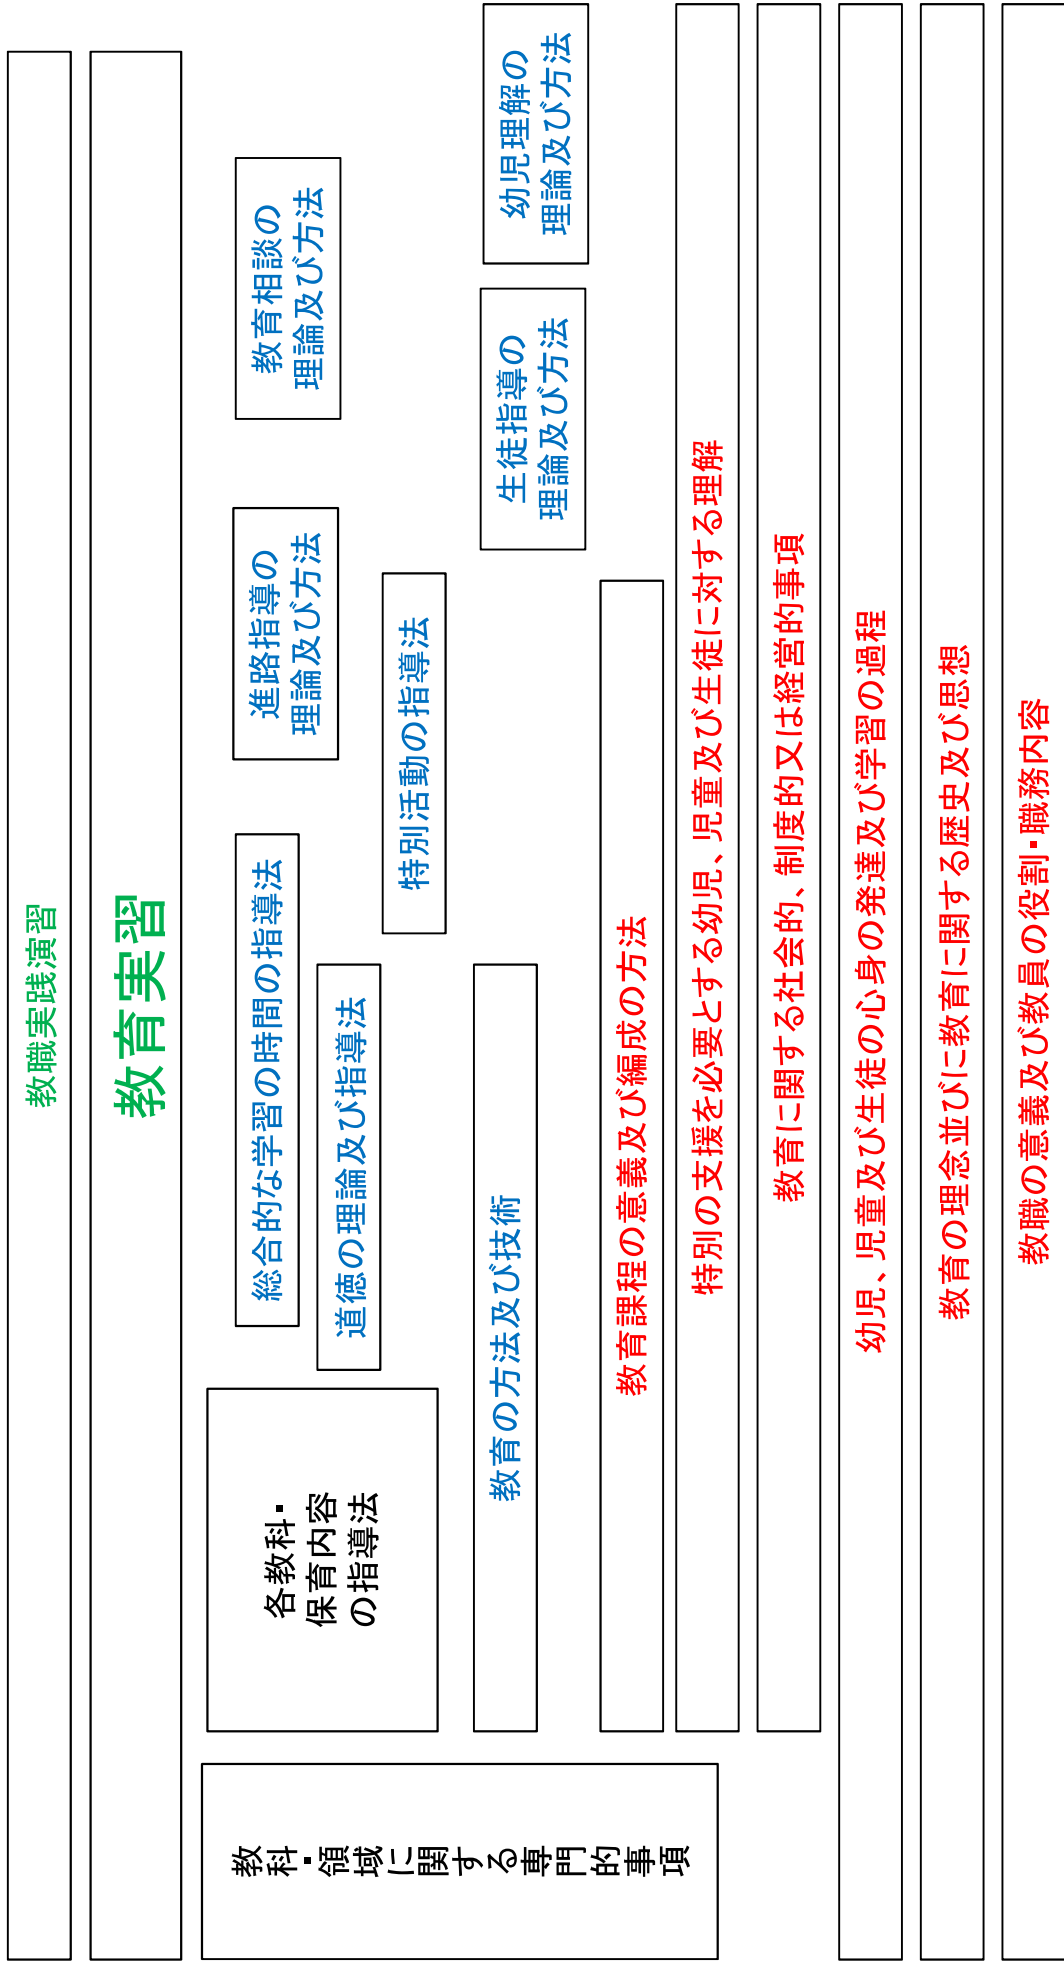 教職実践演習
教育実習
教科・領域に関する専門的事項
各教科・
保育内容
の指導法
総合的な学習の時間の指導法
進路指導の
理論及び方法
教育相談の
理論及び方法
道徳の理論及び指導法
特別活動の指導法
教育の方法及び技術
生徒指導の
理論及び方法
幼児理解の
理論及び方法
教育課程の意義及び編成の方法
特別の支援を必要とする幼児、児童及び生徒に対する理解
教育に関する社会的、制度的又は経営的事項
幼児、児童及び生徒の心身の発達及び学習の過程
教育の理念並びに教育に関する歴史及び思想
教職の意義及び教員の役割・職務内容